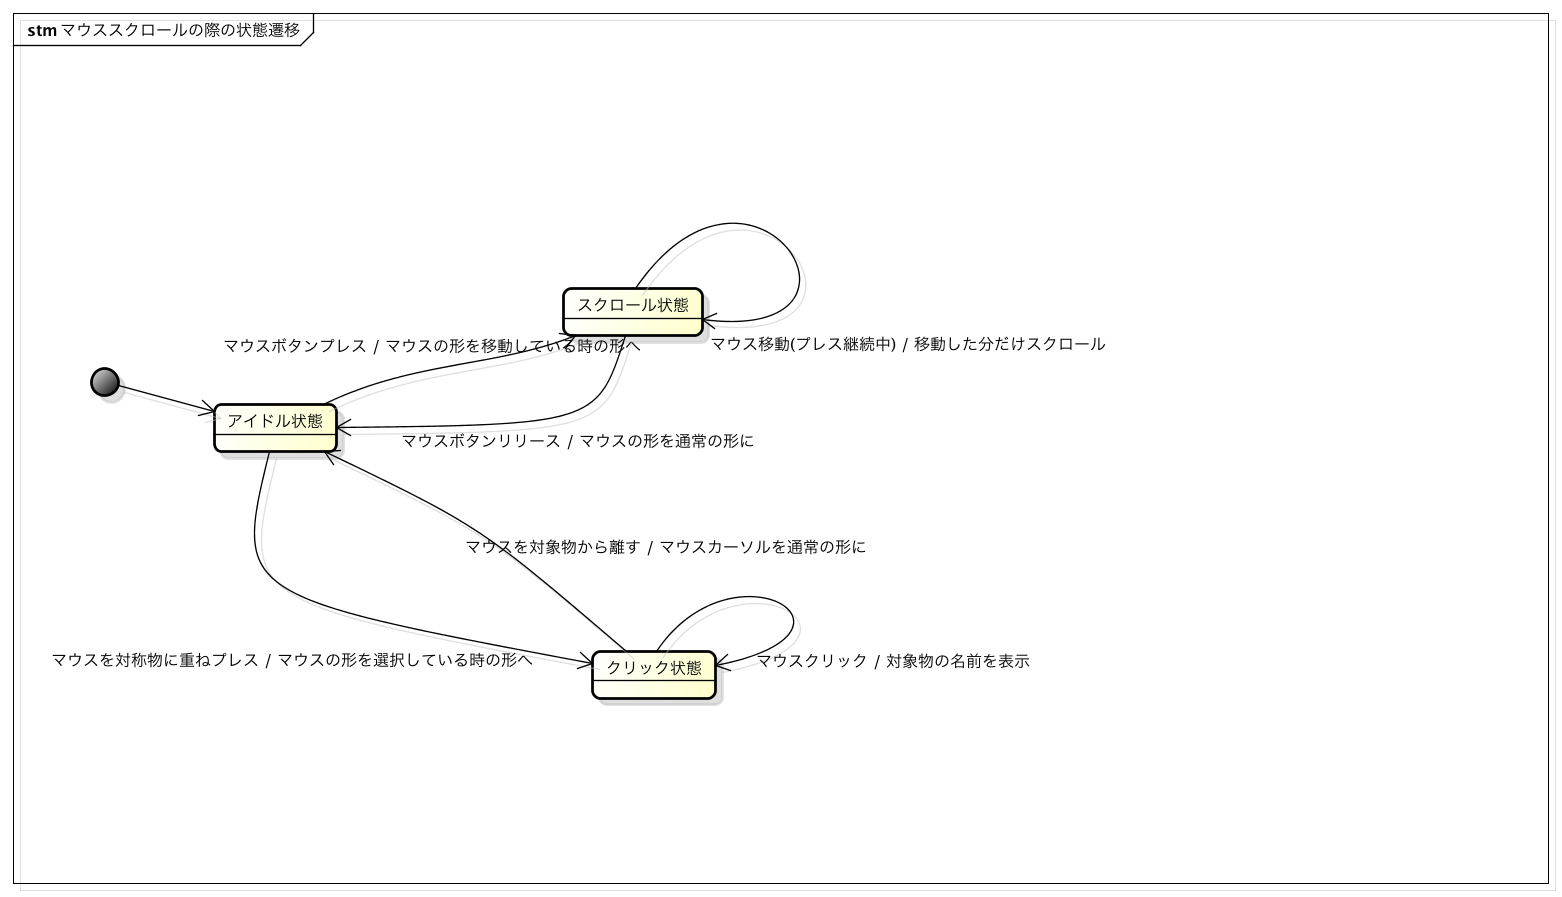 stm マウススクロールの際の状態遷移
スクロール状態
マウスボタンプレス / マウスの形を移動している時の形へ
マウス移動(プレス継続中) / 移動した分だけスクロール
アイドル状態
マウスボタンリリース / マウスの形を通常の形に
マウスを対象物から離す / マウスカーソルを通常の形に
マウスを対称物に重ねプレス / マウスの形を選択している時の形へ
クリック状態
マウスクリック / 対象物の名前を表示